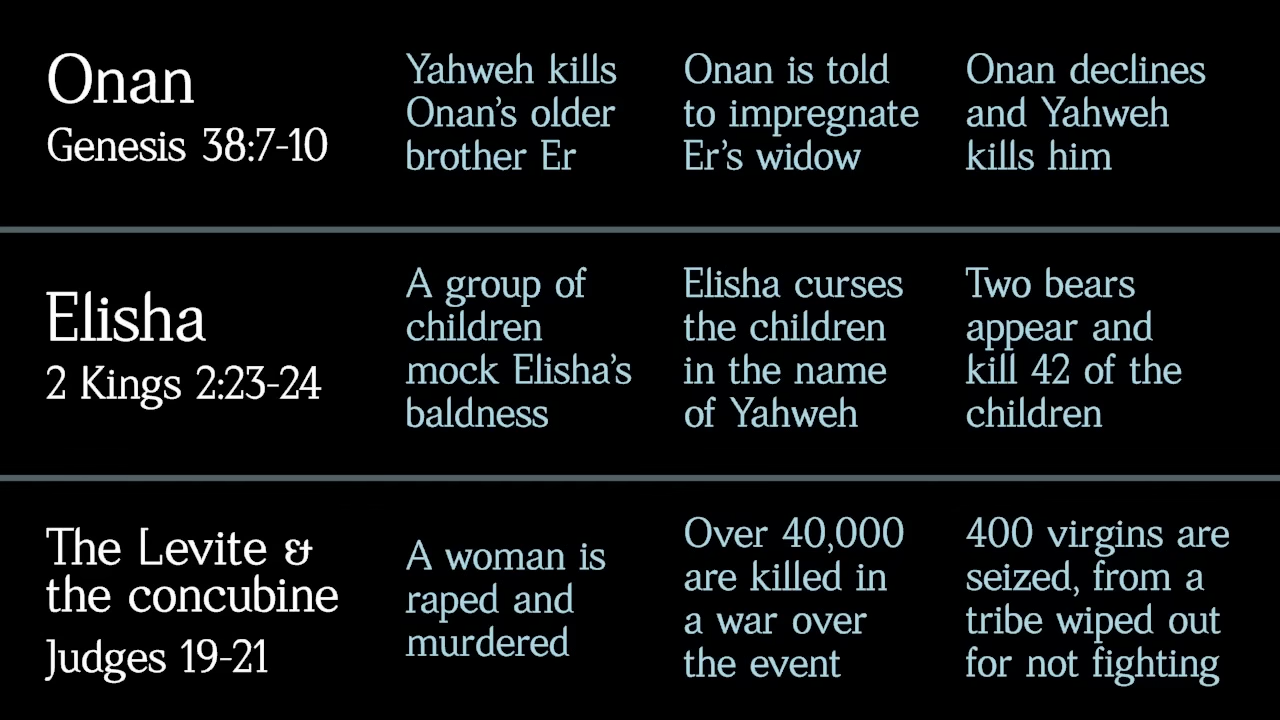 Onan
Genesis 38:7-10
Yahweh kills
Onan’s older
brother Er
Onan is told
to impregnate
Er’s widow
Onan declines
and Yahweh
kills him
Elisha
2 Kings 2:23-24
A group of
children
mock Elisha’s
baldness
Elisha curses
the children
in the name
of Yahweh
Two bears
appear and
kill 42 of the
children
The Levite &
the concubine
Judges 19-21
A woman is
raped and
murdered
Over 40,000
are killed in
a war over
the event
400 virgins are
seized, from a
tribe wiped out
for not fighting